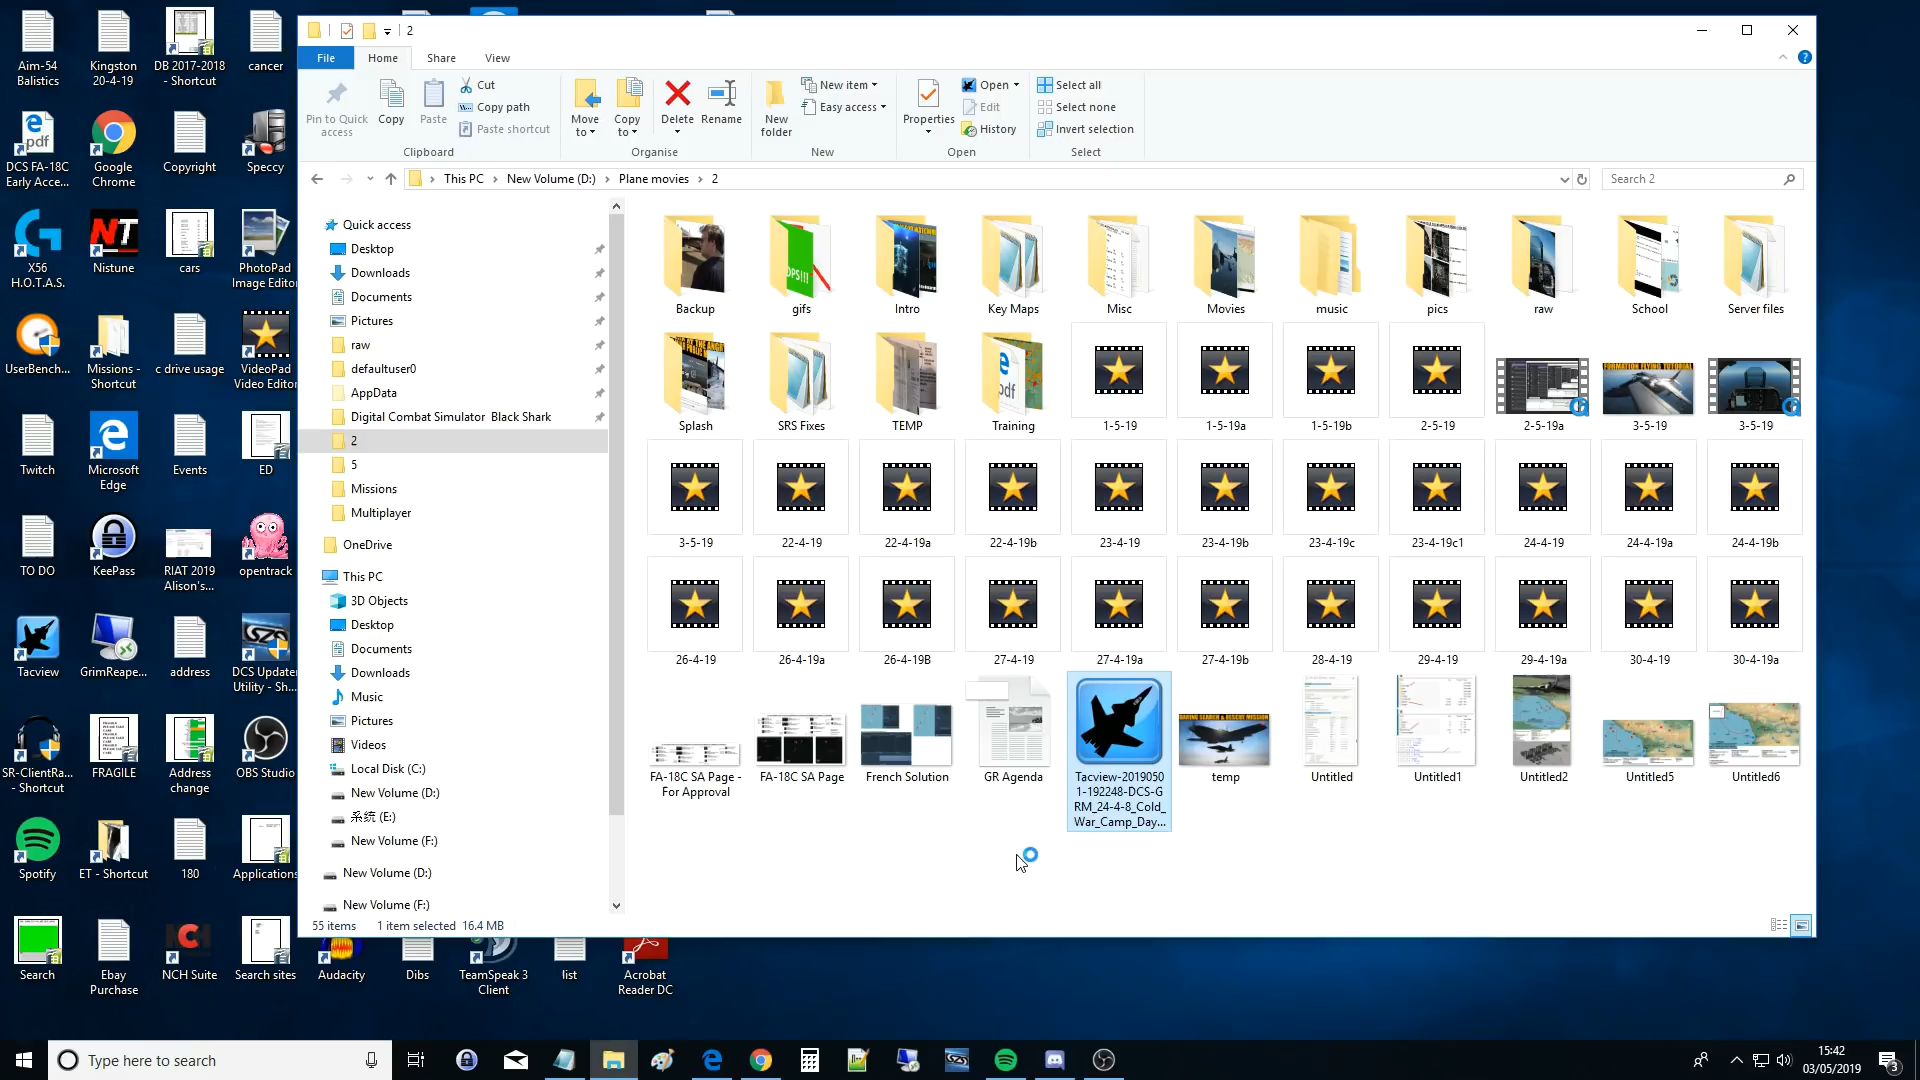 2
File
Home
Share
View
Pin to Quick
access
Copy
Paste
Cut
Copy path
Paste shortcut
Move
to
Copy
to
Delete
Rename
New
folder
New item
Easy access
Properties
Open
Edit
History
Select all
Select none
Invert selection
Clipboard
Organise
New
Open
Select
This PC
New Volume (D:)
Plane movies
2
Search 2
Quick access
Desktop
Downloads
Documents
Pictures
raw
defaultuser0
AppData
Digital Combat Simulator Black Shark
2
5
Missions
Multiplayer
OneDrive
This PC
3D Objects
Desktop
Documents
Downloads
Music
Pictures
Videos
Local Disk (C:)
New Volume (D:)
系统 (E:)
New Volume (F:)
New Volume (D:)
New Volume (F:)
Backup
gifs
Intro
Key Maps
Misc
Movies
music
pics
raw
School
Server files
Splash
SRS Fixes
TEMP
Training
1-5-19
1-5-19a
1-5-19b
2-5-19
2-5-19a
FORMATION FLYING TUTORIAL
3-5-19
3-5-19
3-5-19
22-4-19
22-4-19a
22-4-19b
23-4-19
23-4-19b
23-4-19c
23-4-19c1
24-4-19
24-4-19a
24-4-19b
26-4-19
26-4-19a
26-4-19B
27-4-19
27-4-19a
27-4-19b
28-4-19
29-4-19
29-4-19a
30-4-19
30-4-19a
FA-18C SA Page -
For Approval
FA-18C SA Page
French Solution
GR Agenda
Tacview-2019050
1-192248-DCS-G
RM_24-4-8_Cold_
War_Camp_Day...
temp
Untitled
Untitled1
Untitled2
Untitled5
Untitled6
55 items
1 item selected 16.4 MB
Aim-54
Balistics
Kingston
20-4-19
DB 2017-2018
- Shortcut
cancer
DCS FA-18C
Early Acce...
Google
Chrome
Copyright
Speccy
X56
H.O.T.A.S.
Nistune
cars
PhotoPad
Image Editor
UserBench...
Missions -
Shortcut
c drive usage
VideoPad
Video Editor
Twitch
Microsoft
Edge
Events
ED
TO DO
KeePass
RIAT 2019
Alison's...
opentrack
Tacview
GrimReape...
address
DCS Updater
Utility - Sh...
SR-ClientRa...
- Shortcut
FRAGILE
Address
change
OBS Studio
Spotify
ET - Shortcut
180
Applications
Search
Ebay
Purchase
NCH Suite
Search sites
Audacity
Dibs
TeamSpeak 3
Client
list
Acrobat
Reader DC
Type here to search
15:42
03/05/2019
3